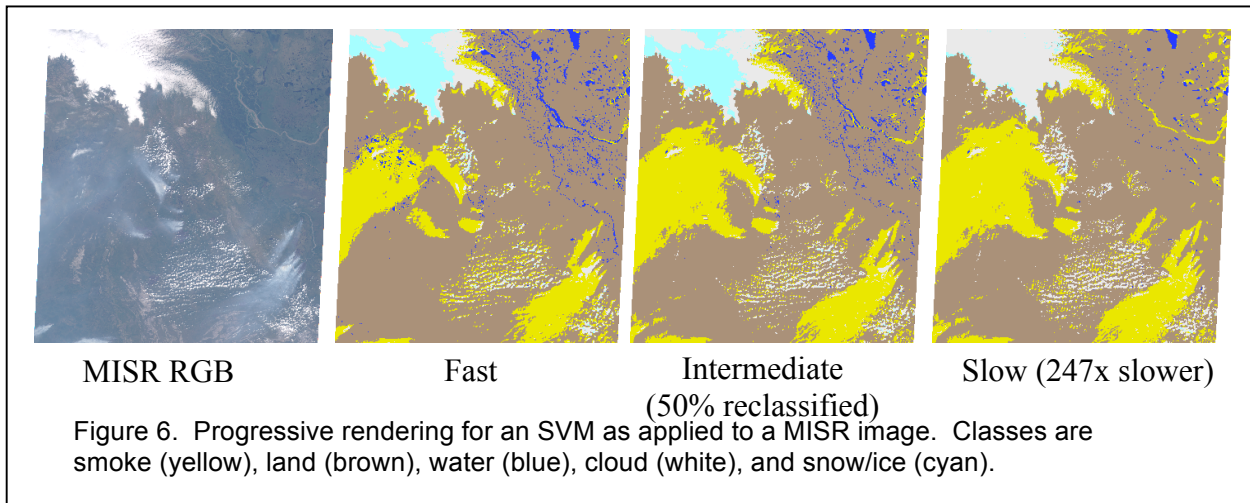 MISR RGB
Fast
Intermediate
(50% reclassified)
Slow (247x slower)
Figure 6.  Progressive rendering for an SVM as applied to a MISR image.  Classes are
smoke (yellow), land (brown), water (blue), cloud (white), and snow/ice (cyan).